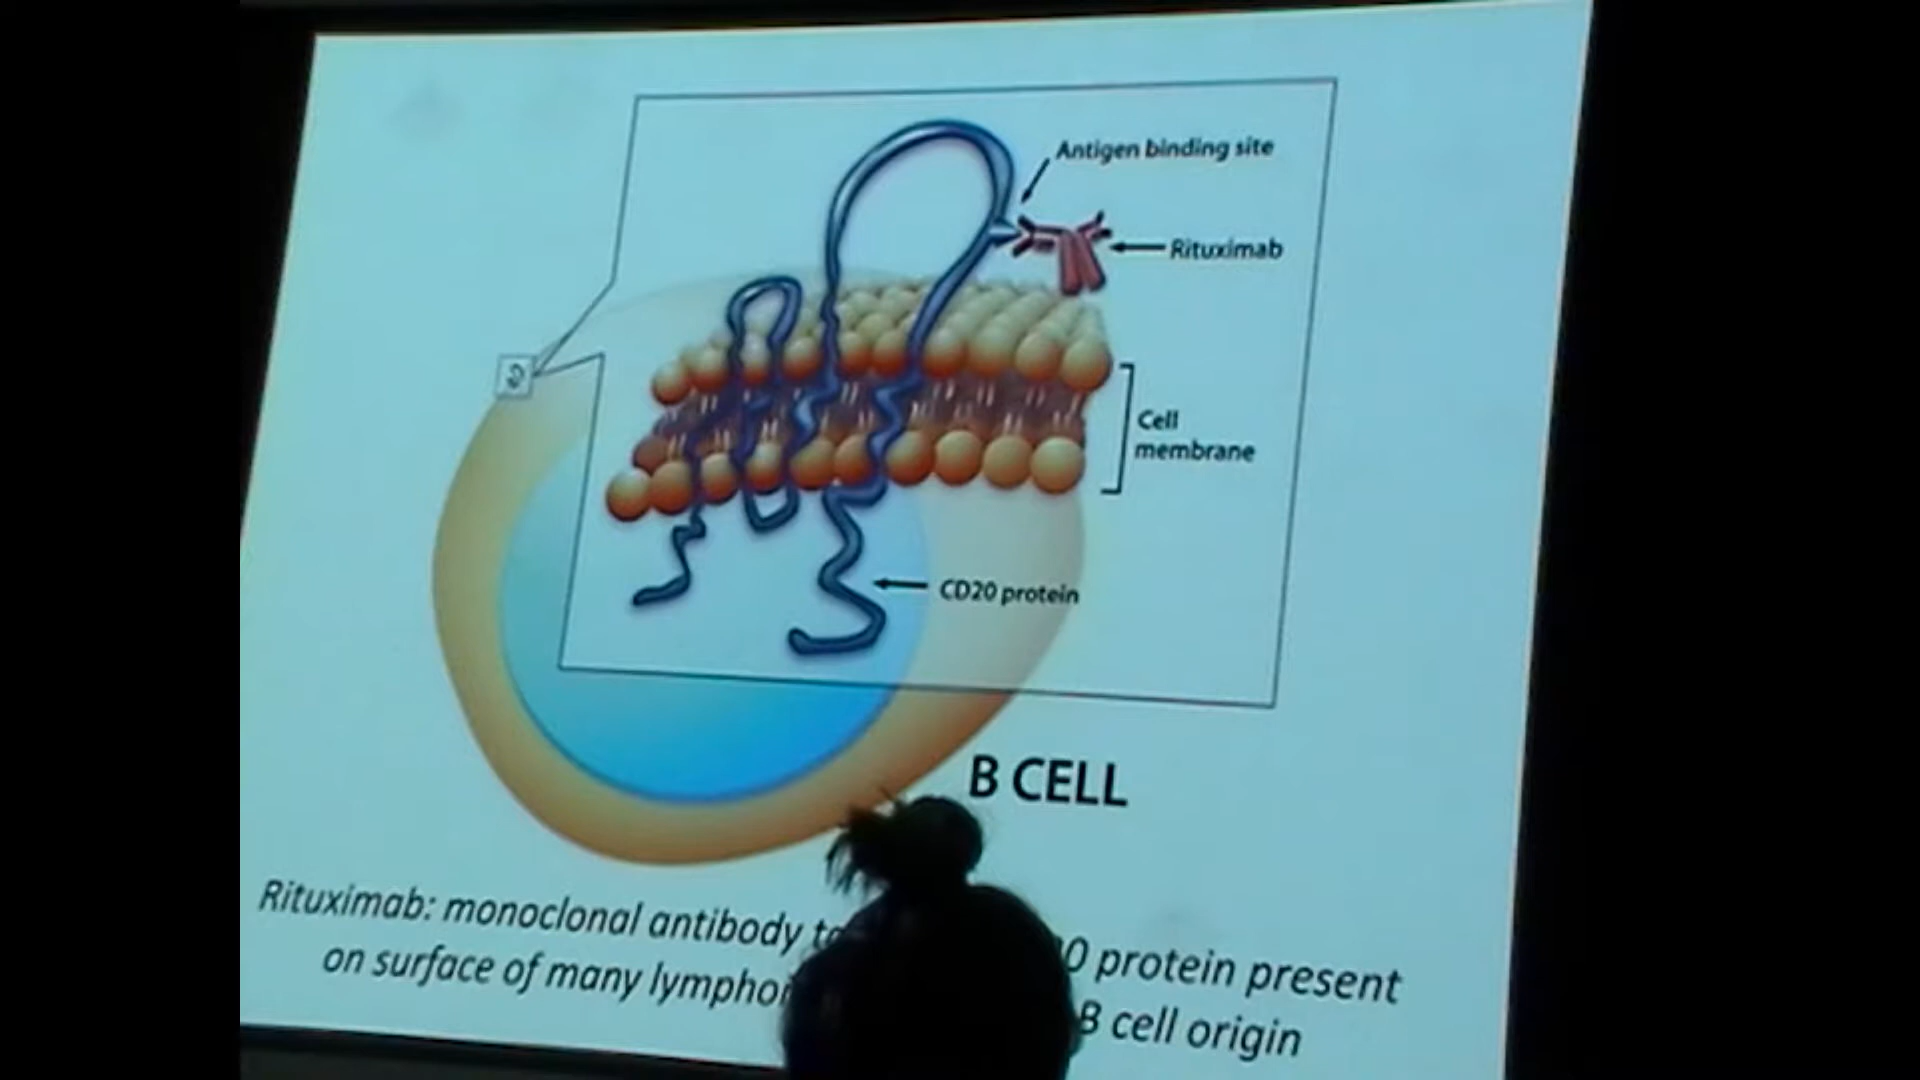 Antigen binding site
Rituximab
Cell
membrane
CD20 protein
B CELL
Rituximab: monoclonal antibody 0 protein present
on surface of many B cell origin